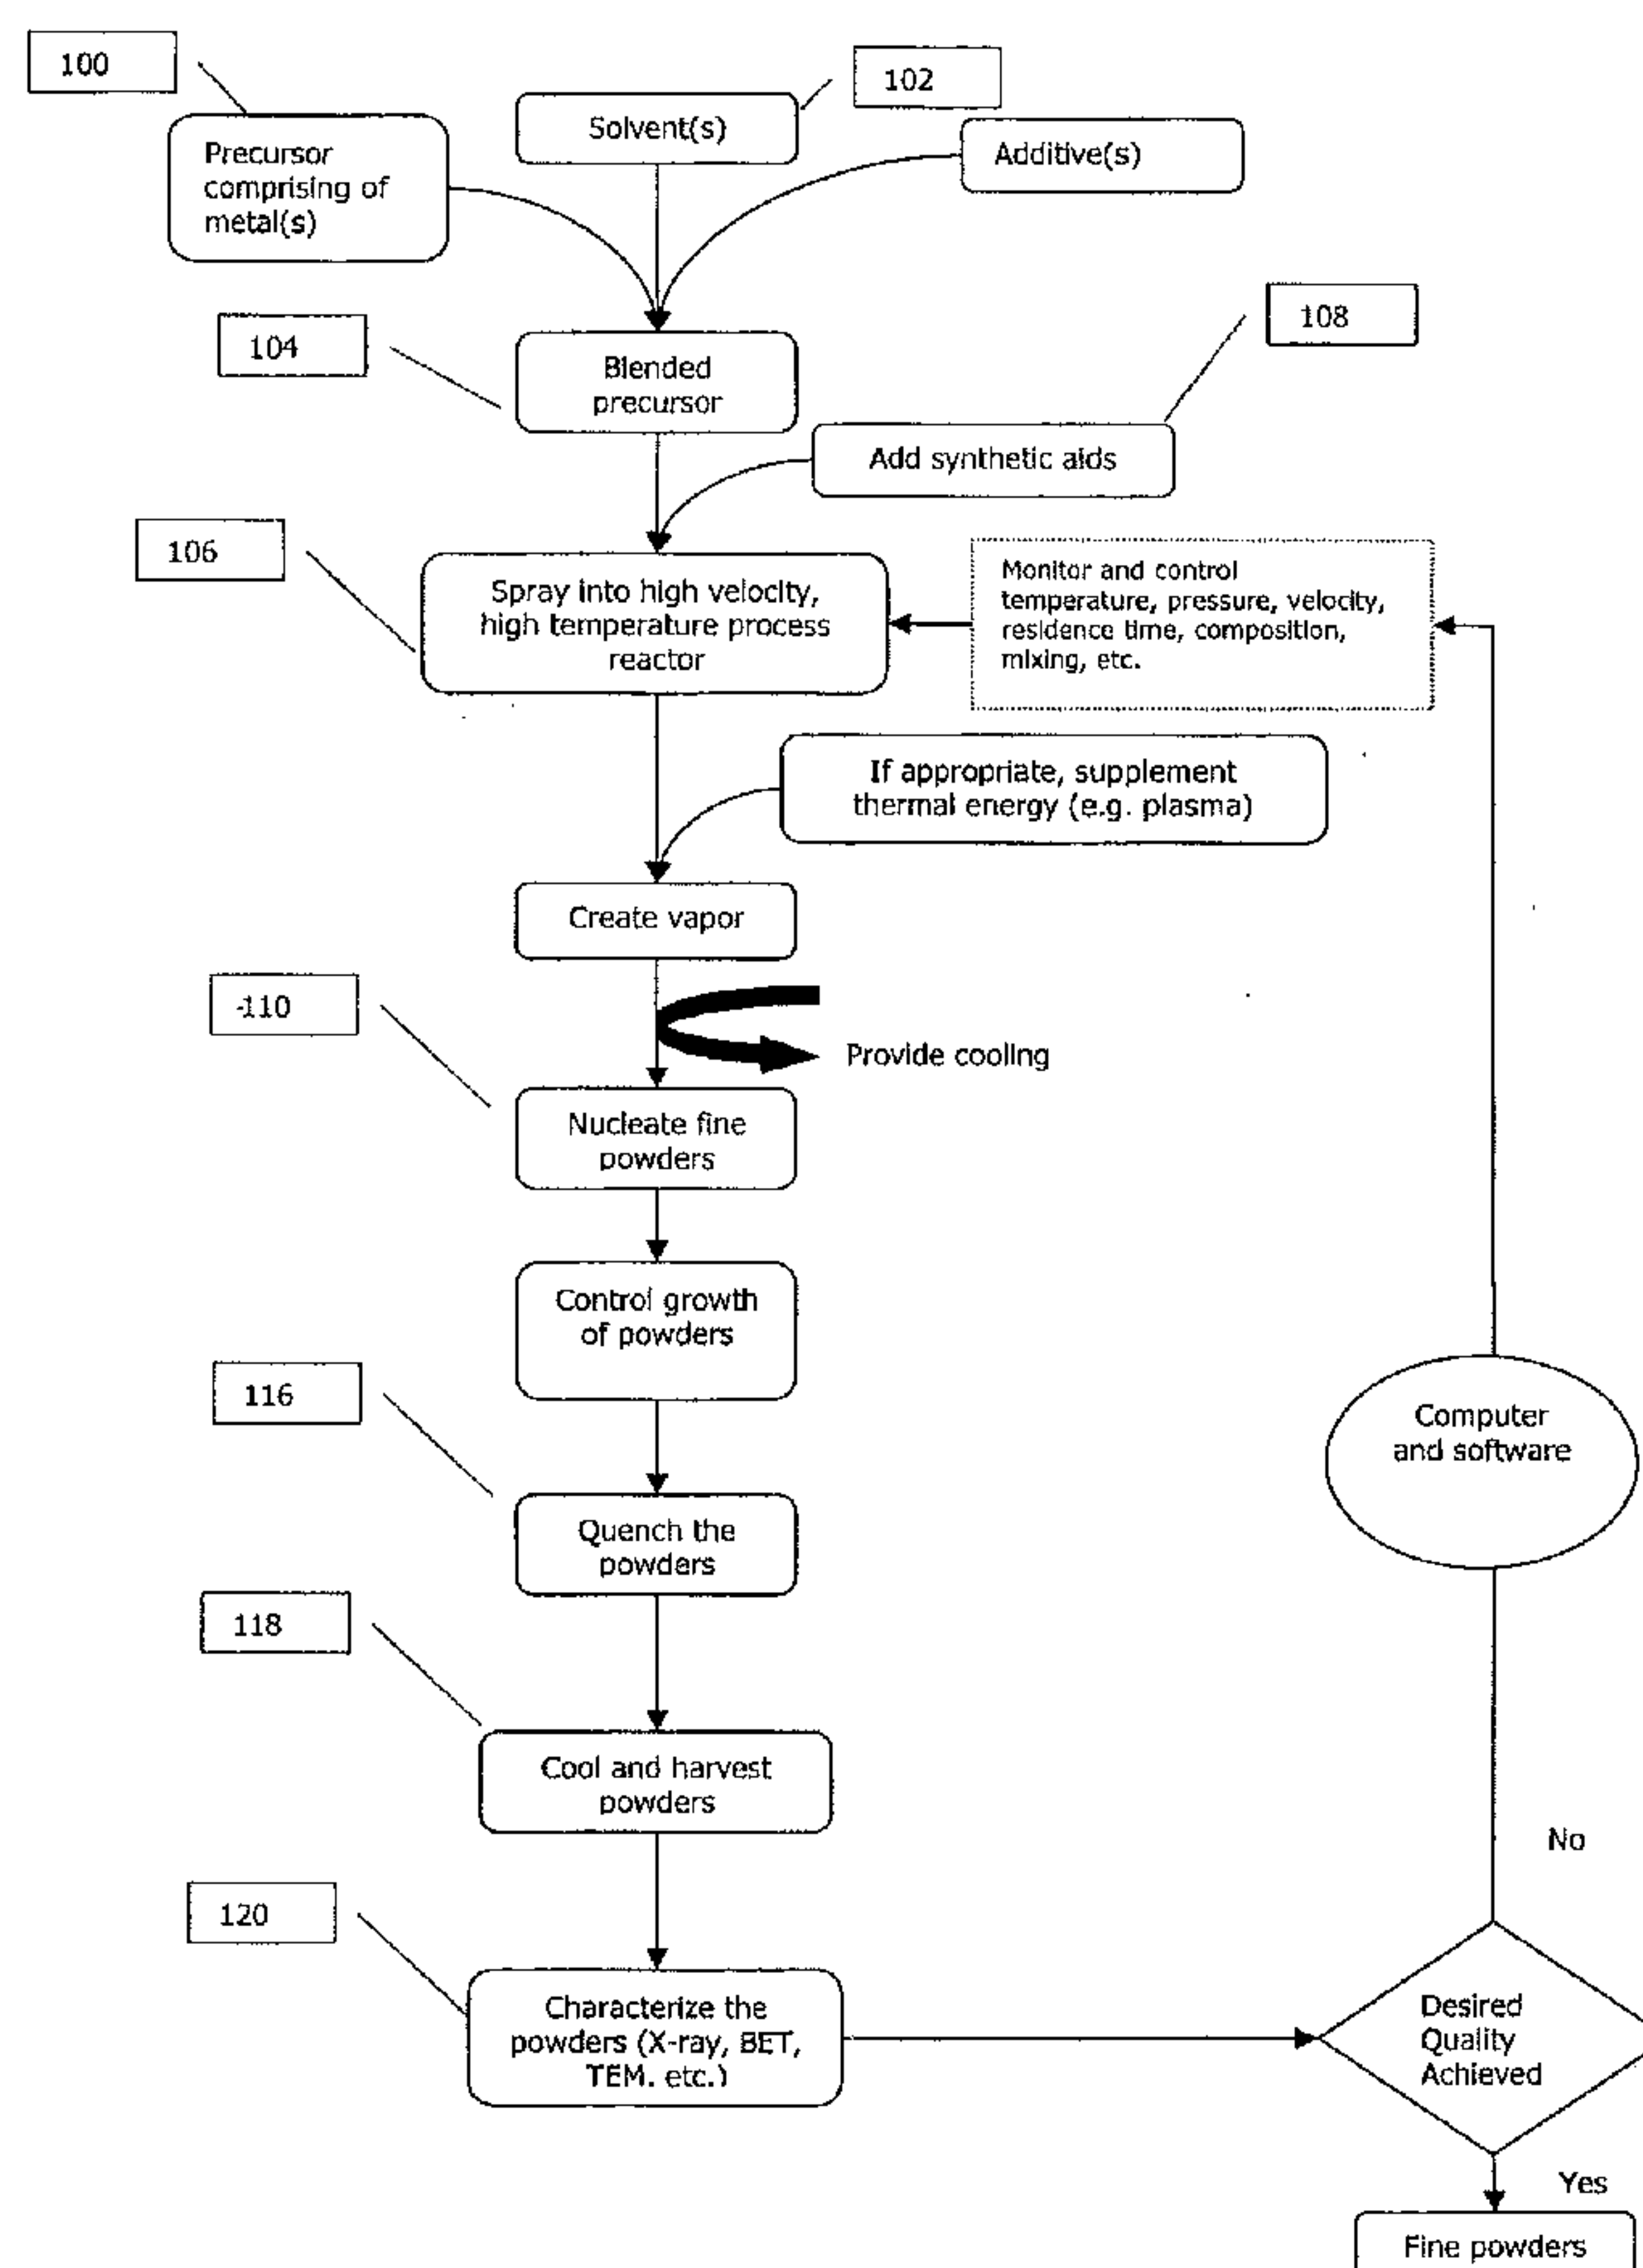 100
102
Solvent(s)
Additive(s)
Precursor
comprising of
metal(s)
108
104
Blended
precursor
Add synthetic aids
106
Spray into high velocity,
high temperature process
reactor
Monitor and control
temperature, pressure, velocity,
residence time, composition,
mixing, etc.
If appropriate, supplement
thermal energy (e.g. plasma)
Create vapor
110
Provide cooling
Nucleate fine
powders
Control growth
of powders
116
Computer
and software
Quench the
powders
118
Cool and harvest
powders
No
120
Characterize the
powders (X-ray, BET,
TEM. etc.)
Desired
Quality
Achieved
Yes
Fine powders